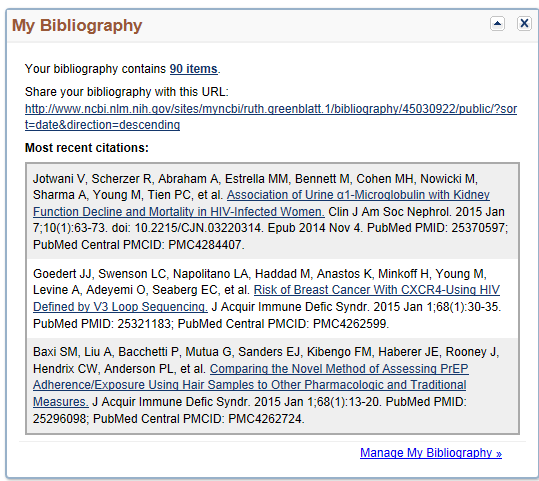 My Bibliography
Your bibliography contains 90 items.
Share your bibliography with this URL:
http://www.ncbi.nlm.nih.gov/sites/myncbi/ruth.greenblatt.1/bibliography/45030922/public/?sor
t=date&direction=descending
Most recent citations:
Jotwani V, Scherzer R, Abraham A, Estrella MM, Bennett M, Cohen MH, Nowicki M,
Sharma A, Young M, Tien PC, et al. Association of Urine α1-Microglobulin with Kidney
Function Decline and Mortality in HIV-Infected Women. Clin J Am Soc Nephrol. 2015 Jan
7;10(1):63-73. doi: 10.2215/CJN.03220314. Epub 2014 Nov 4. PubMed PMID: 25370597;
PubMed Central PMCID: PMC4284407.
Goedert JJ, Swenson LC, Napolitano LA, Haddad M, Anastos K, Minkoff H, Young M,
Levine A, Adeyemi O, Seaberg EC, et al. Risk of Breast Cancer With CXCR4-Using HIV
Defined by V3 Loop Sequencing. J Acquir Immune Defic Syndr. 2015 Jan 1;68(1):30-35.
PubMed PMID: 25321183; PubMed Central PMCID: PMC4262599.
Baxi SM, Liu A, Bacchetti P, Mutua G, Sanders EJ, Kibengo FM, Haberer JE, Rooney J,
Hendrix CW, Anderson PL, et al. Comparing the Novel Method of Assessing PrEP
Adherence/Exposure Using Hair Samples to Other Pharmacologic and Traditional
Measures. J Acquir Immune Defic Syndr. 2015 Jan 1;68(1):13-20. PubMed PMID:
25296098; PubMed Central PMCID: PMC4262724.
Manage My Bibliography »